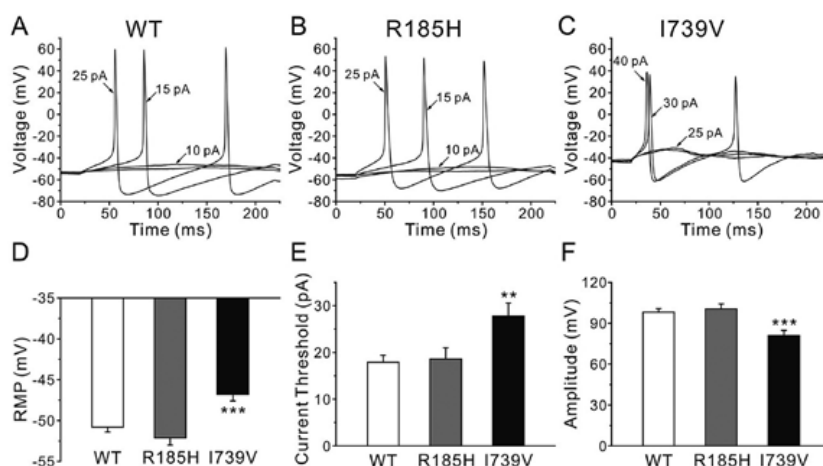 A WT
60
40
20
0
-20
-40
-60
-80
Voltage (mV)
25 pA
15 pA
10 pA
0 50 100 150 200
Time (ms)
B R185H
60
40
20
0
-20
-40
-60
-80
Voltage (mV)
25 pA
15 pA
10 pA
0 50 100 150 200
Time (ms)
C I739V
60
40
20
0
-20
-40
-60
-80
Voltage (mV)
40 pA
30 pA
25 pA
0 50 100 150 200
Time (ms)
D
-35
-40
-45
-50
-55
RMP
(mV)
***
WT R185H I739V
E
30
20
10
0
Current Threshold (pA)
**
WT R185H I739V
F
120
90
60
30
0
Amplitude
(mV)
***
WT R185H I739V